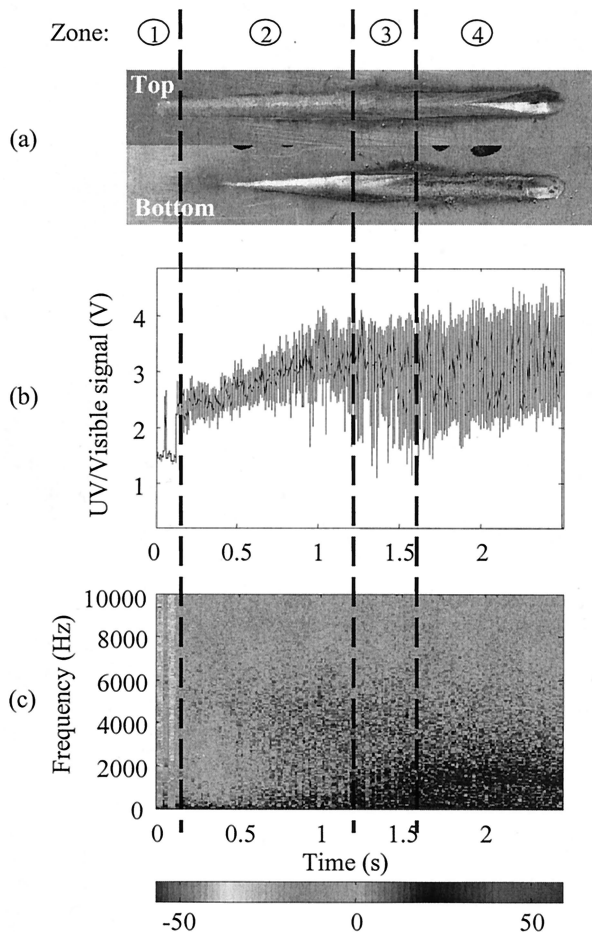 Zone: 1 2 3 4
Top
(a)
Bottom
4
3
(b)
UV/Visible signal (V)
2
1
0 0.5 1 1.5 2
10000
8000
6000
(c)
Frequency (Hz)
4000
2000
0
0 0.5 1 1.5 2
Time (s)
-50 0 50